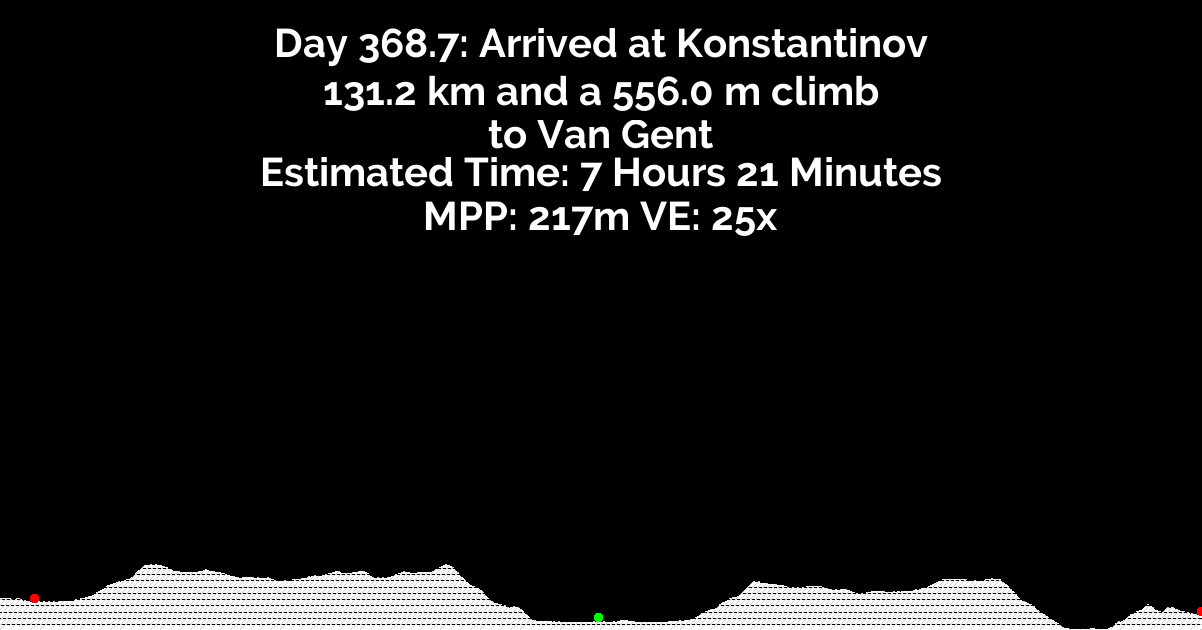 Day 368.7: Arrived at Konstantinov
131.2 km and a 556.0 m climb
to Van Gent
Estimated Time: 7 Hours 21 Minutes
MPP: 217m VE: 25x